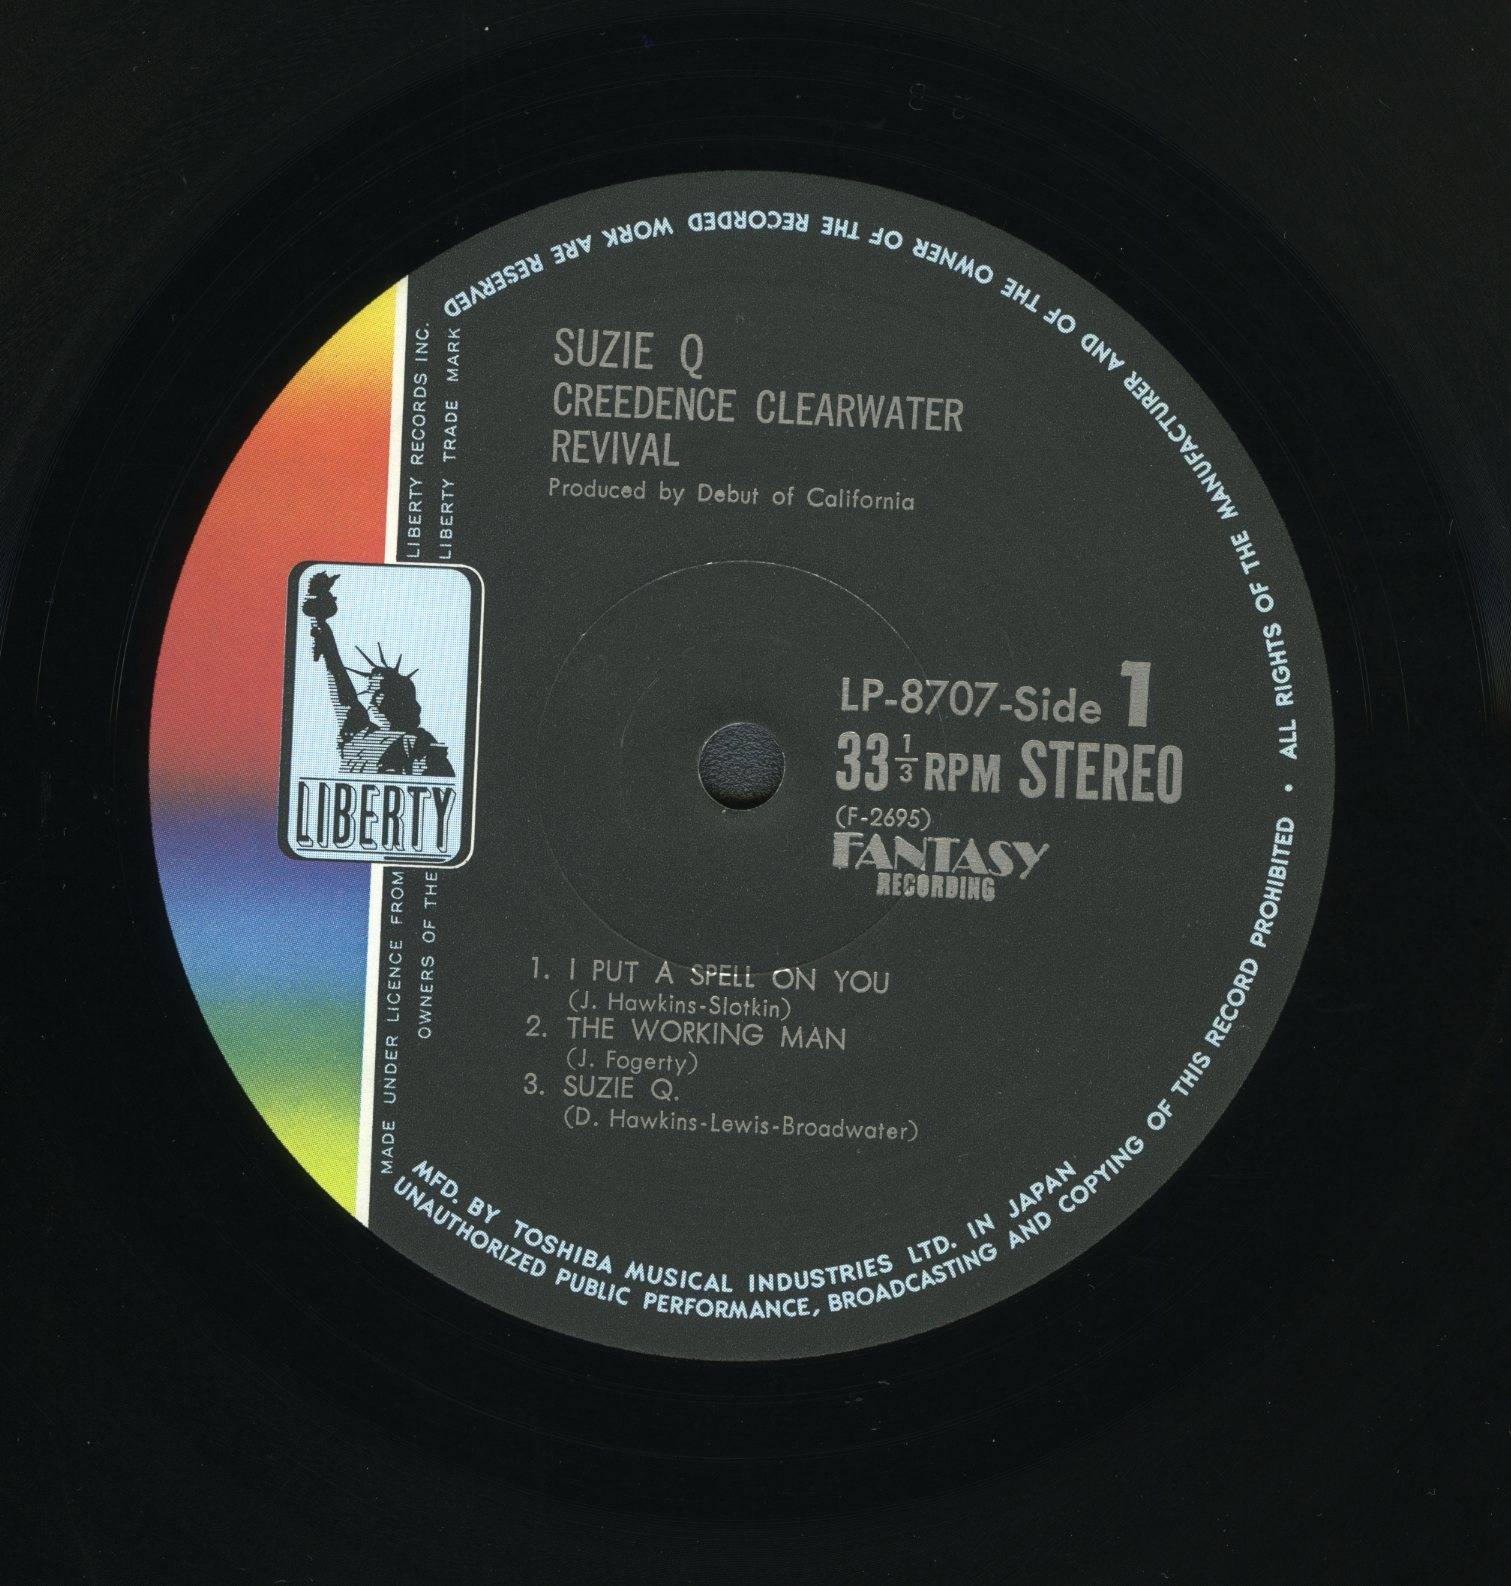 SUZIE Q
CREEDENCE CLEARWATER
REVIVAL
Produced by Debut of California
LP-8707-Side 1
33 1/3 RPM STEREO
(F-2695)
FANTASY
RECORDING
1. I PUT A SPELL ON YOU
(J. Hawkins-Slotkin)
2. THE WORKING MAN
(J. Fogerty)
3. SUZIE Q.
(D. Hawkins-Lewis-Broadwater)
LIBERTY
MADE UNDER LICENCE FROM LIBERTY RECORDS INC.
OWNERS OF THE LIBERTY TRADE MARK
MFD. BY TOSHIBA MUSICAL INDUSTRIES LTD. IN JAPAN
UNAUTHORIZED PUBLIC PERFORMANCE, BROADCASTING AND COPYING OF THIS RECORD PROHIBITED • ALL RIGHTS OF THE MANUFACTURER AND OF THE OWNER OF THE RECORDED WORK ARE RESERVED